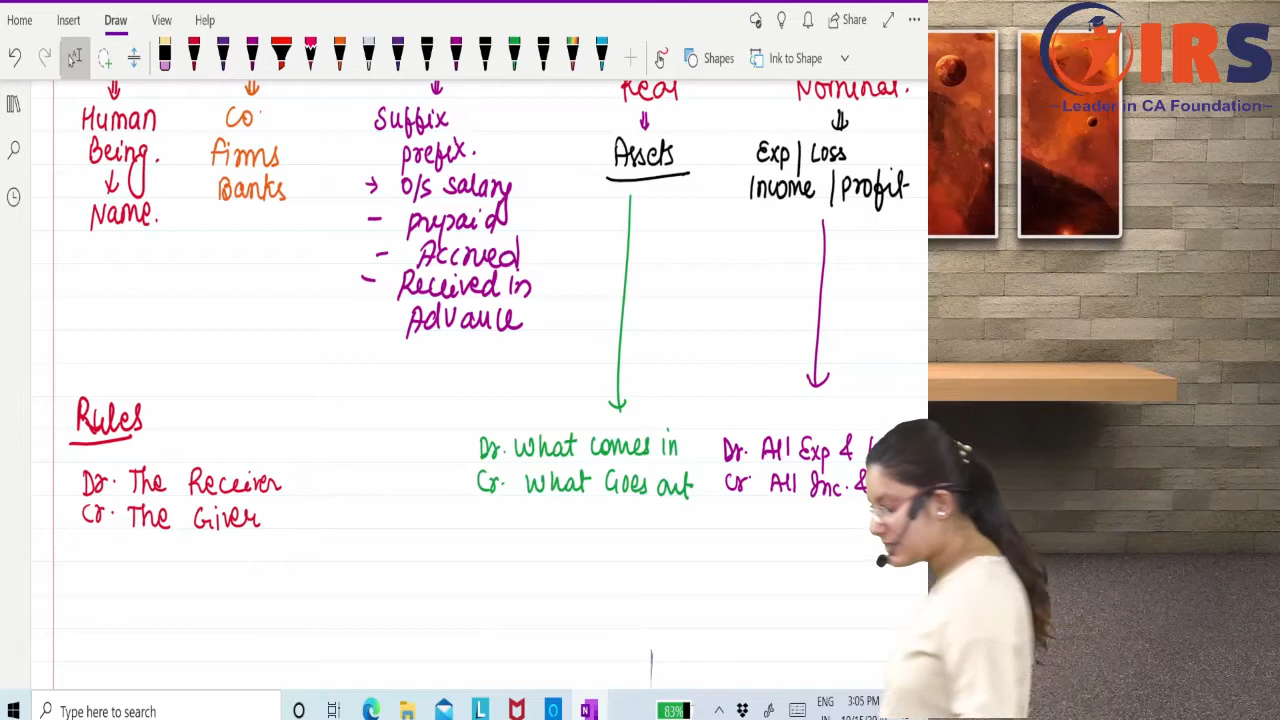 Home Insert Draw View Help Share
Shapes Ink to Shape
IRS
Leader in CA Foundation
Real Nominal.
Human
Being.
Name.
Co
firms
Banks
Suffix
prefix.
→ O/s Salary
- prepaid
- Accrued
- Received In
Advance
Assets
Exp | Loss
Income | Profit
Rules
Dr. The Receiver
Cr. The Giver
Dr. What Comes in
Cr. What Goes out
Dr. All Exp &
Cr. All Inc. &
Type here to search
83%
ENG
IN
3:05 PM